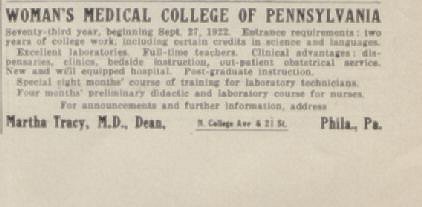 WOMAN'S MEDICAL COLLEGE OF PENNSYLVANIA
Seventy-third year, beginning Sept. 27, 1922. Entrance requirements: two
years of college work, including certain credits in science and languages.
Excellent laboratories. Full-time teachers. Clinical advantages: dis-
pensaries, clinics, bedside instruction, out-patient obstetrical service.
New and well equipped hospital. Post-graduate instruction.
Special eight months' course of training for laboratory technicians.
Four months' preliminary didactic and laboratory course for nurses.
For announcements and further information, address
Martha Tracy, M.D., Dean, N. College Ave & 21 St. Phila., Pa.